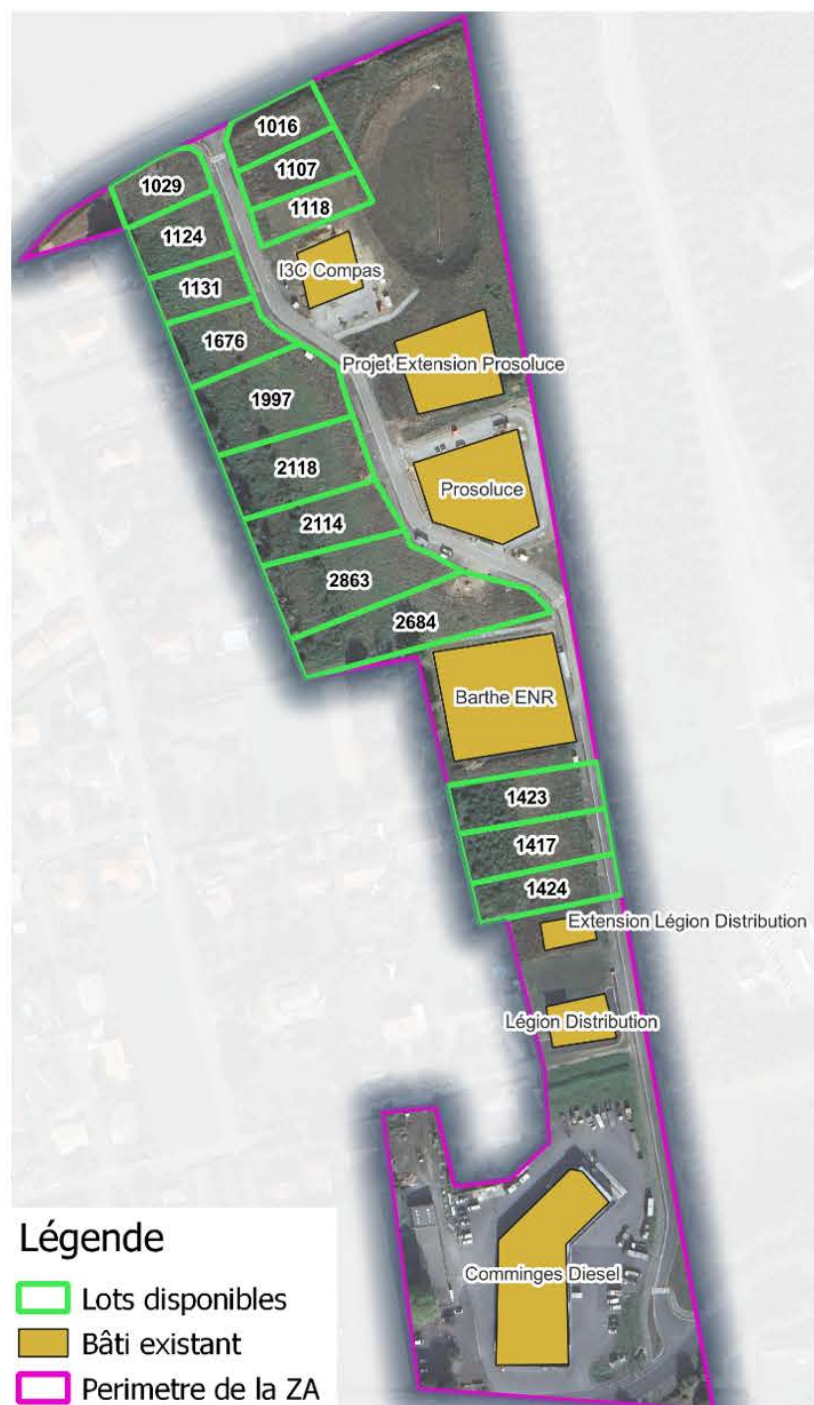 1016
1107
1029
1118
1124
I3C Compas
1131
1676
Projet Extension Prosoluce
1997
2118
Prosoluce
2114
2863
2684
Barthe ENR
1423
1417
1424
Extension Légion Distribution
Légion Distribution
Comminges Diesel
Légende
Lots disponibles
Bâti existant
Perimetre de la ZA